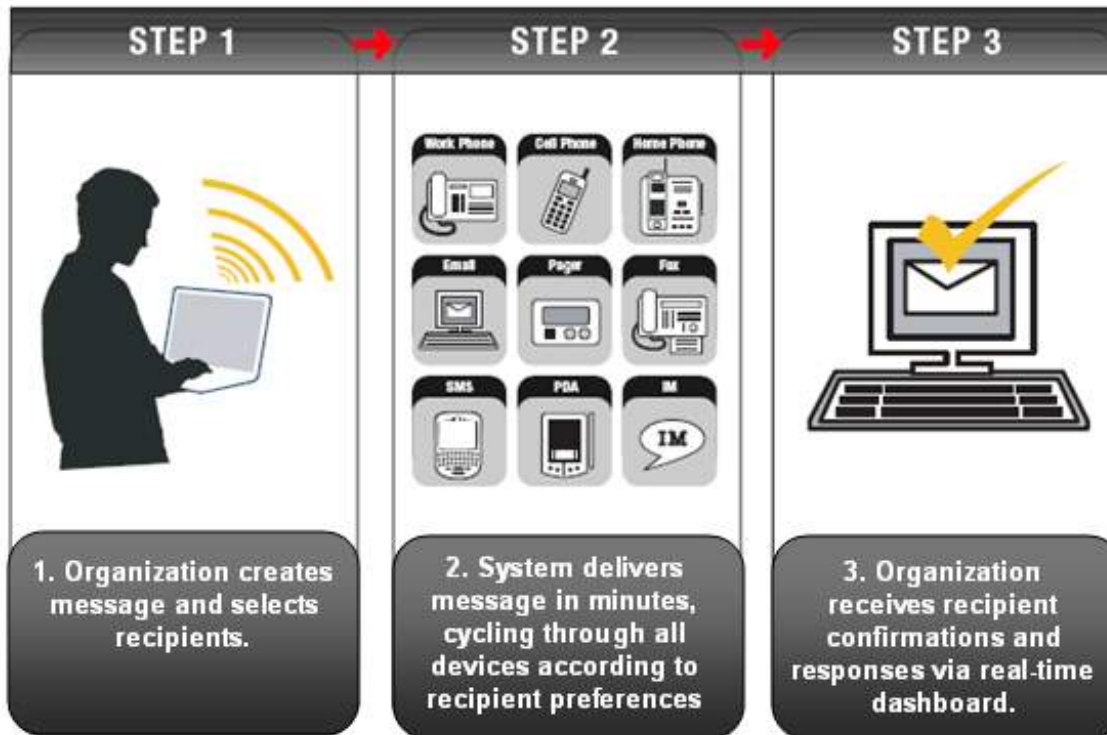 STEP 1
STEP 2
STEP 3
Work Phone
Cell Phone
Home Phone
Email
Pager
Fax
SMS
PDA
IM
IM
1. Organization creates
message and selects
recipients.
2. System delivers
message in minutes,
cycling through all
devices according to
recipient preferences
3. Organization
receives recipient
confirmations and
responses via real-time
dashboard.